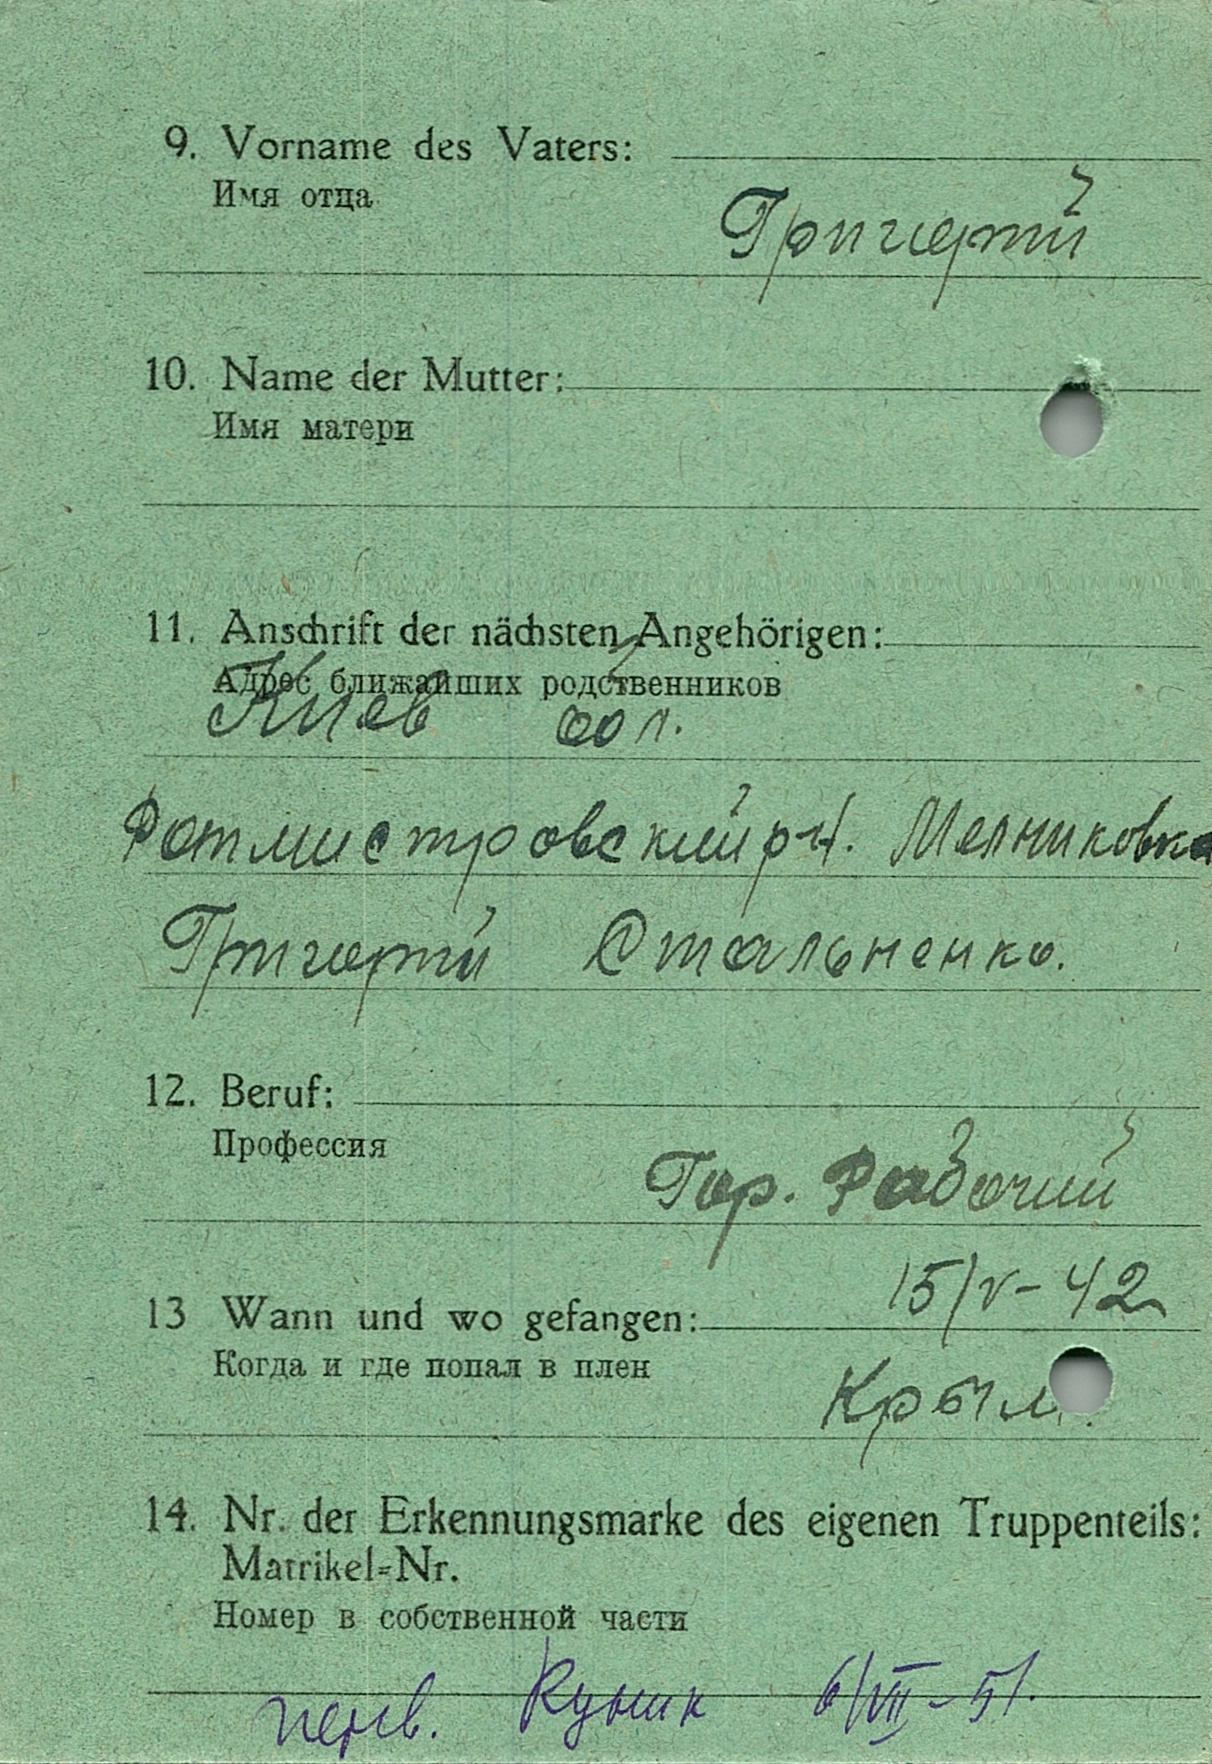 9. Vorname des Vaters:
Имя отца
Григорий
10. Name der Mutter:
Имя матери
11. Anschrift der nächsten Angehörigen:
Адрес ближайших родственников
Киев обл.
Ротмистровский р-н. Мелниковка
Григорий Стальненко.
12. Beruf:
Профессия
Гор. Рабочий
15/V-42
13 Wann und wo gefangen:
Когда и где попал в плен
Крым.
14. Nr. der Erkennungsmarke des eigenen Truppenteils:
Matrikel-Nr.
Номер в собственной части
перев. 6/VII-51.